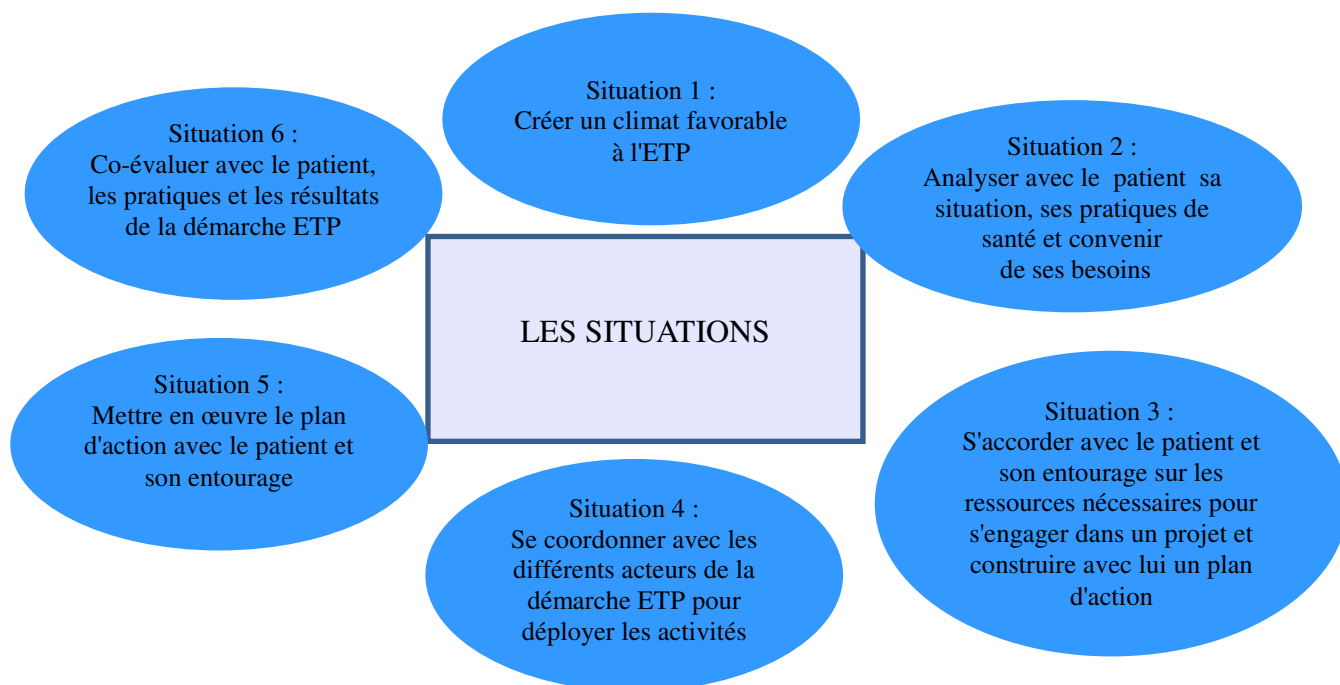 LES SITUATIONS
Situation 1 :
Créer un climat favorable
à l'ETP
Situation 2 :
Analyser avec le  patient  sa
situation, ses pratiques de
santé et convenir
de ses besoins
Situation 3 :
S'accorder avec le patient et
son entourage sur les
ressources nécessaires pour
s'engager dans un projet et
construire avec lui un plan
d'action
Situation 4 :
Se coordonner avec les
différents acteurs de la
démarche ETP pour
déployer les activités
Situation 5 :
Mettre en œuvre le plan
d'action avec le patient et
son entourage
Situation 6 :
Co-évaluer avec le patient,
les pratiques et les résultats
de la démarche ETP